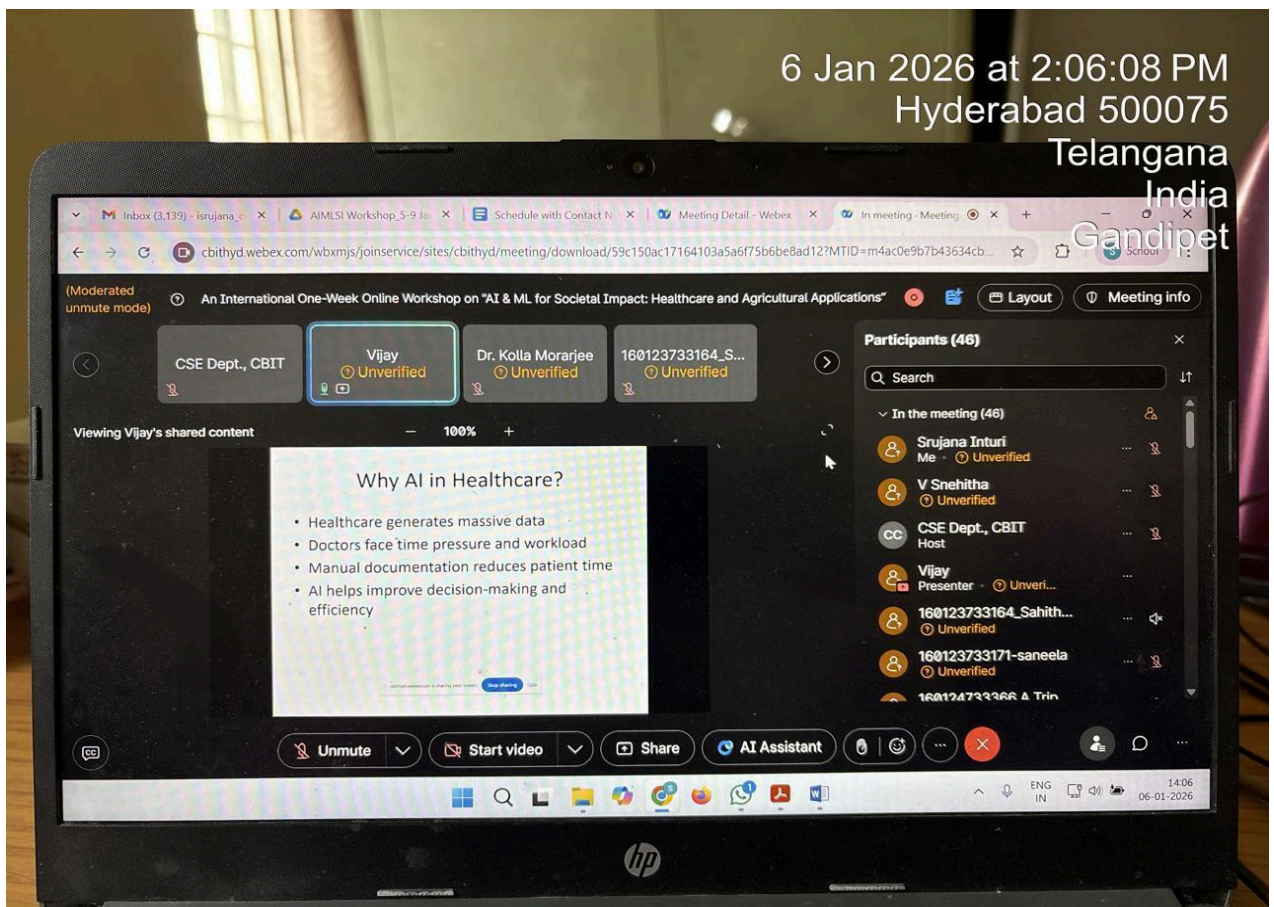 6 Jan 2026 at 2:06:08 PM
Hyderabad 500075
Telangana
India
Gandipet
Inbox (3,139) - isrujana_c
AIMLSI Workshop_5-9 Ja
Schedule with Contact N
Meeting Detail - Webex
In meeting - Meeting
cbithyd.webex.com/wbxmjs/joinservice/sites/cbithyd/meeting/download/59c150ac17164103a5a6f75b6be8ad12?MTID=m4ac0e9b7b43634cb...
S
School
(Moderated
unmute mode)
An International One-Week Online Workshop on "AI & ML for Societal Impact: Healthcare and Agricultural Applications"
Layout
Meeting info
CSE Dept., CBIT
Vijay
Unverified
Dr. Kolla Morarjee
Unverified
160123733164_S...
Unverified
Viewing Vijay's shared content
100%
Why AI in Healthcare?
• Healthcare generates massive data
• Doctors face time pressure and workload
• Manual documentation reduces patient time
• AI helps improve decision-making and
efficiency
Stop sharing
Hide
Participants (46)
Search
In the meeting (46)
Srujana Inturi
Me
Unverified
V Snehitha
Unverified
CC
CSE Dept., CBIT
Host
Vijay
Presenter
Unveri...
160123733164_Sahith...
Unverified
160123733171-saneela
Unverified
160124733366 A Trip
CC
Unmute
Start video
Share
AI Assistant
ENG
IN
14:06
06-01-2026
hp